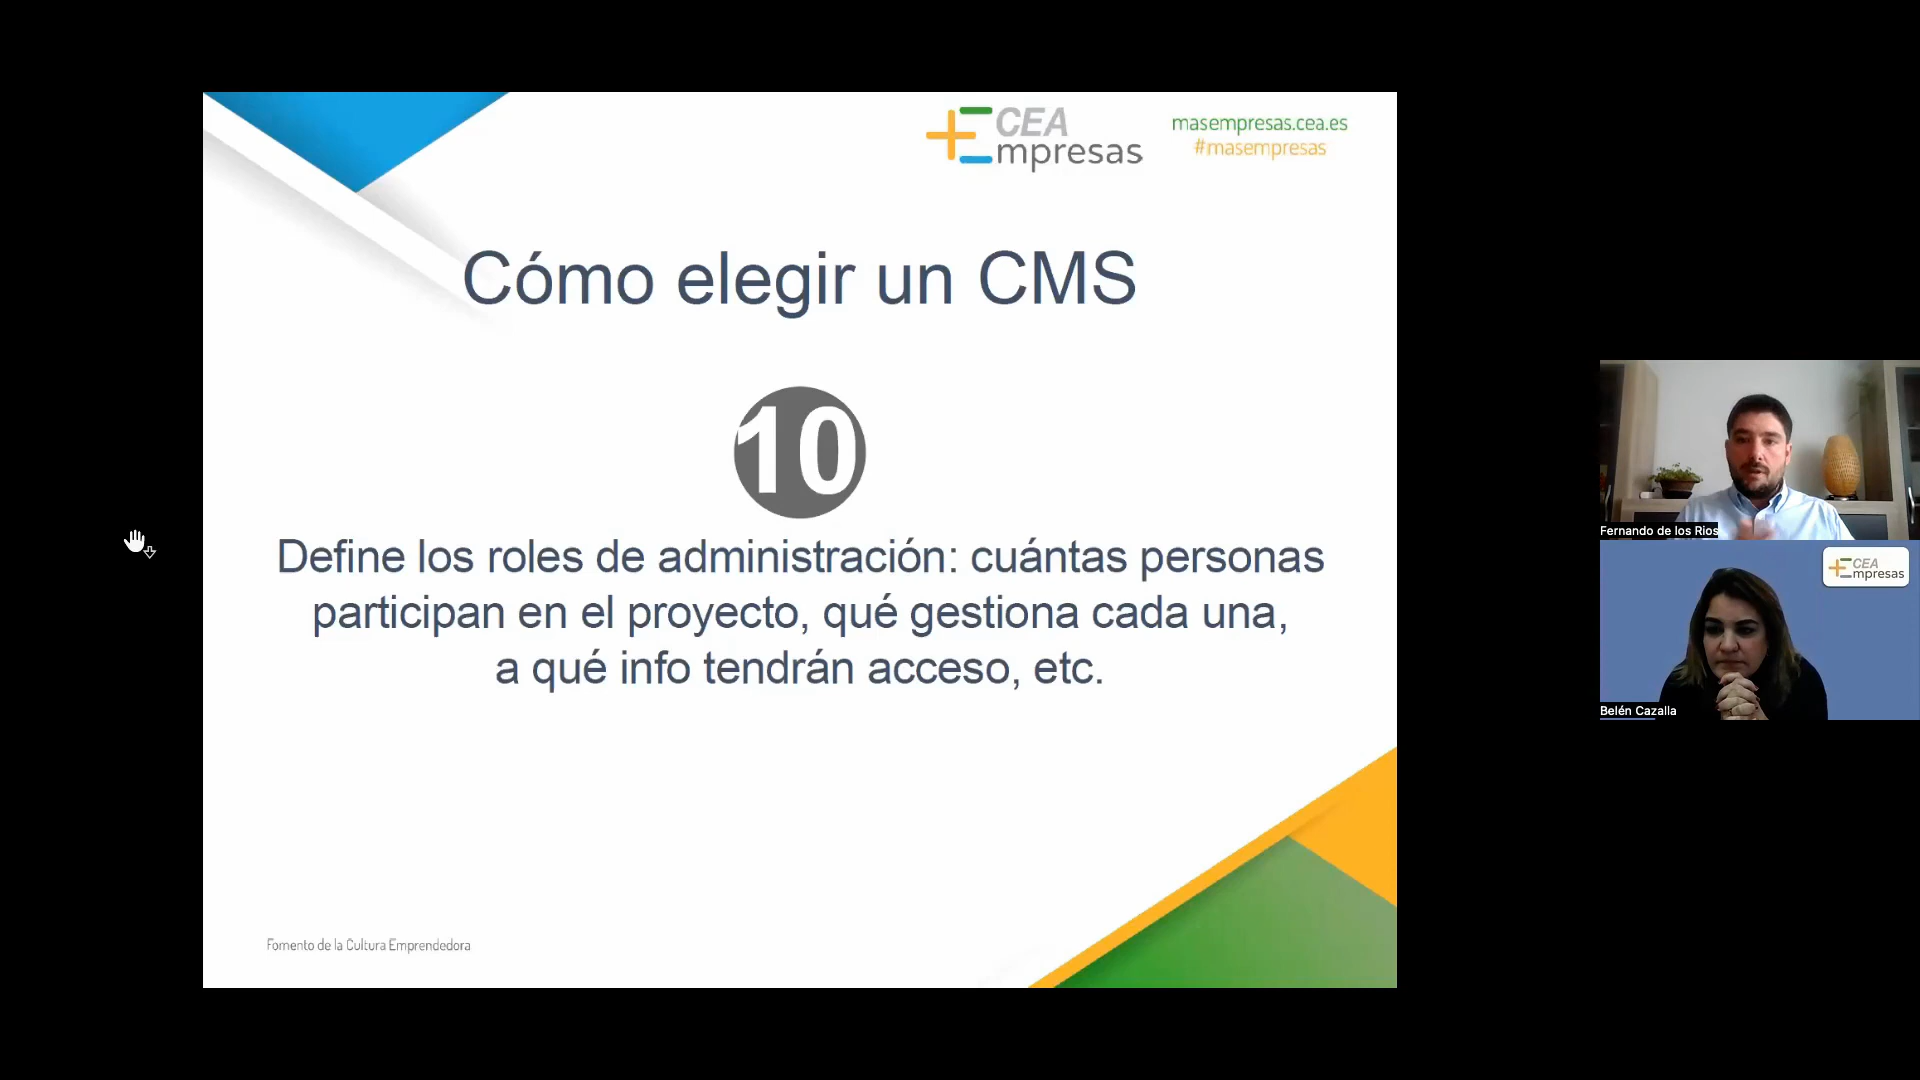 CEA
Empresas
masempresas.cea.es
#masempresas
Cómo elegir un CMS
10
Define los roles de administración: cuántas personas
participan en el proyecto, qué gestiona cada una,
a qué info tendrán acceso, etc.
Fomento de la Cultura Emprendedora
Fernando de los Rios
CEA
Empresas
Belén Cazalla